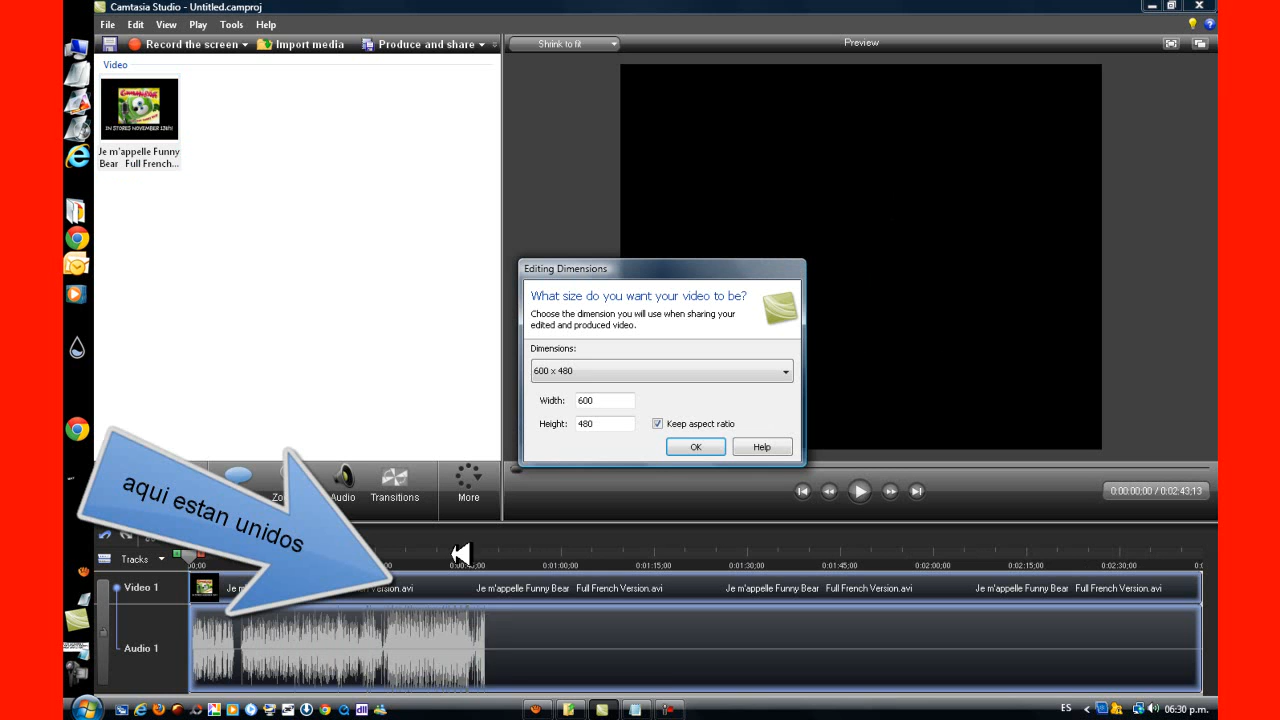 Camtasia Studio - Untitled.camproj
File Edit View Play Tools Help
Record the screen Import media Produce and share
Shrink to fit
Preview
Video
IN STORES NOVEMBER 13th!
Je m'appelle Funny
Bear Full French...
Editing Dimensions
What size do you want your video to be?
Choose the dimension you will use when sharing your
edited and produced video.
Dimensions:
600 x 480
Width: 600
Height: 480
Keep aspect ratio
OK Help
aqui estan unidos
Audio Transitions More
0:00:00;00 / 0:02:43;13
Tracks
0:01:00;00 0:01:15;00 0:01:30;00 0:01:45;00 0:02:00;00 0:02:15;00 0:02:30;00
Video 1
Je m'appelle Funny Bear Full French Version.avi
Je m'appelle Funny Bear Full French Version.avi
Je m'appelle Funny Bear Full French Version.avi
Audio 1
ES
06:30 p.m.